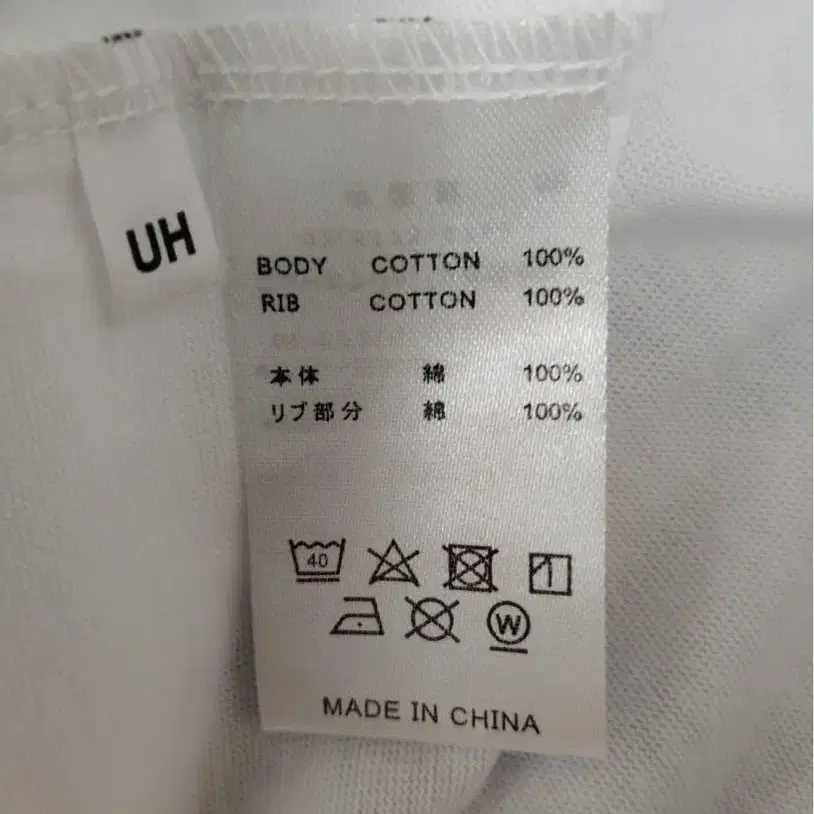 UH
BODY COTTON 100%
RIB COTTON 100%
本体 綿 100%
リブ部分 綿 100%
40
W
MADE IN CHINA